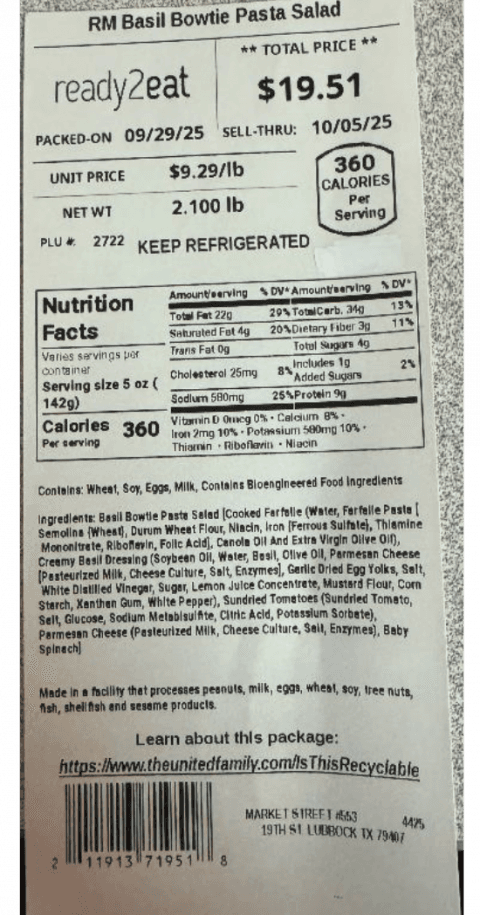 RM Basil Bowtie Pasta Salad
ready2eat
** TOTAL PRICE **
$19.51
PACKED-ON 09/29/25 SELL-THRU: 10/05/25
UNIT PRICE $9.29/lb
NET WT 2.100 lb
PLU #: 2722 KEEP REFRIGERATED
360
CALORIES
Per
Serving
Nutrition
Facts
Varies servings per
container
Serving size 5 oz (
142g)
Calories 360
Per serving
Amount/serving % DV* Amount/serving % DV*
Total Fat 22g 29% Total Carb. 34g 13%
Saturated Fat 4g 20% Dietary Fiber 3g 11%
Trans Fat 0g Total Sugars 4g
Cholesterol 25mg 8% Includes 1g Added Sugars 2%
Sodium 580mg 25% Protein 9g
Vitamin D 0mcg 0% • Calcium 8% •
Iron 2mg 10% • Potassium 580mg 10% •
Thiamin • Riboflavin • Niacin
Contains: Wheat, Soy, Eggs, Milk, Contains Bioengineered Food Ingredients
Ingredients: Basil Bowtie Pasta Salad [Cooked Farfalle (Water, Farfalle Pasta [
Semolina {Wheat}, Durum Wheat Flour, Niacin, Iron [Ferrous Sulfate], Thiamine
Mononitrate, Riboflavin, Folic Acid], Canola Oil And Extra Virgin Olive Oil),
Creamy Basil Dressing (Soybean Oil, Water, Basil, Olive Oil, Parmesan Cheese
[Pasteurized Milk, Cheese Culture, Salt, Enzymes], Garlic Dried Egg Yolks, Salt,
White Distilled Vinegar, Sugar, Lemon Juice Concentrate, Mustard Flour, Corn
Starch, Xanthan Gum, White Pepper), Sundried Tomatoes (Sundried Tomato,
Salt, Glucose, Sodium Metabisulfite, Citric Acid, Potassium Sorbate),
Parmesan Cheese (Pasteurized Milk, Cheese Culture, Salt, Enzymes), Baby
Spinach]
Made in a facility that processes peanuts, milk, eggs, wheat, soy, tree nuts,
fish, shellfish and sesame products.
Learn about this package:
https://www.theunitedfamily.com/IsThisRecyclable
MARKET STREET #553
4425 19TH ST LUBBOCK TX 79407
2 11913 71951 8